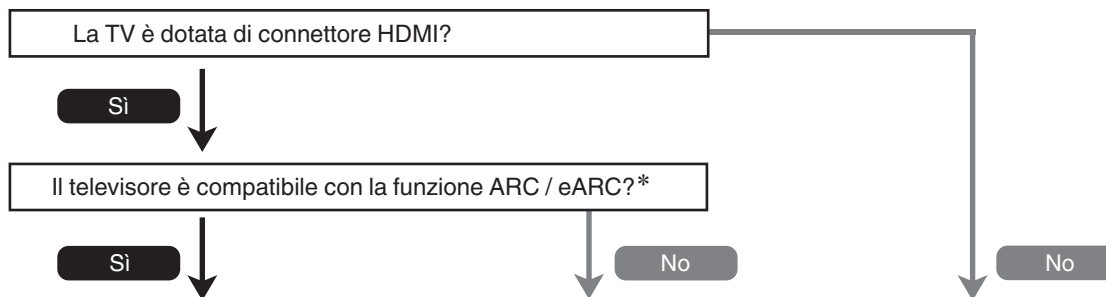 La TV è dotata di connettore HDMI?
Sì
Il televisore è compatibile con la funzione ARC / eARC?*
Sì
No
No